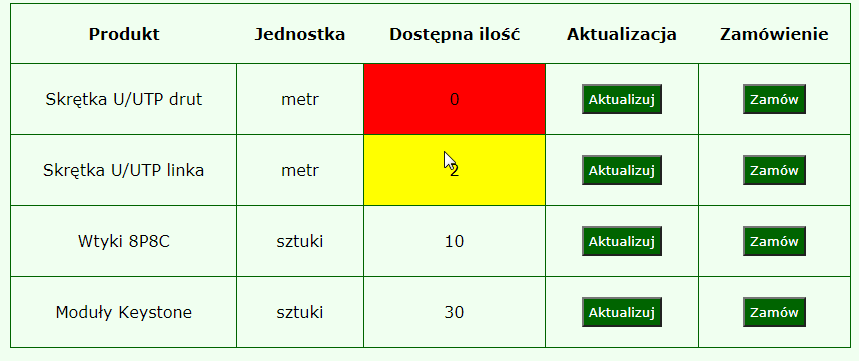 Produkt Jednostka Dostępna ilość Aktualizacja Zamówienie
Skrętka U/UTP drut metr 0 Aktualizuj Zamów
Skrętka U/UTP linka metr 2 Aktualizuj Zamów
Wtyki 8P8C sztuki 10 Aktualizuj Zamów
Moduły Keystone sztuki 30 Aktualizuj Zamów